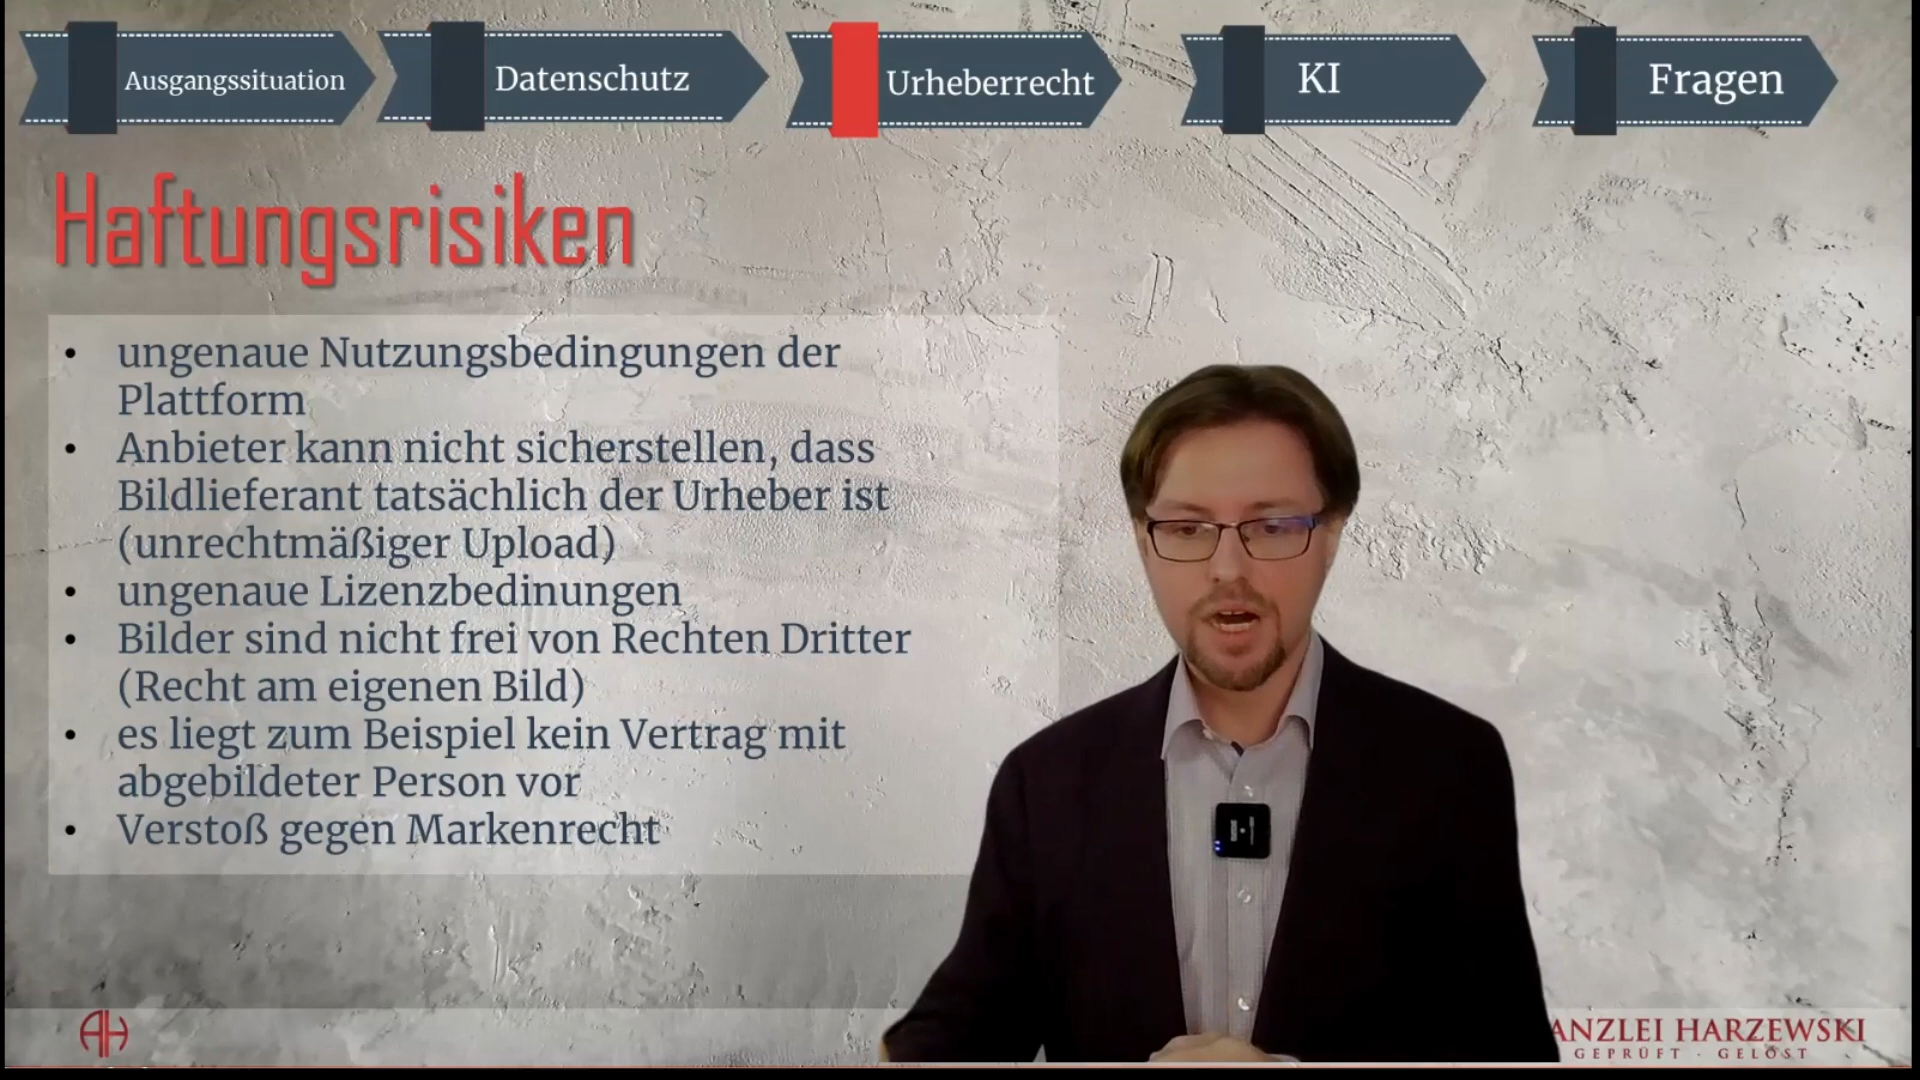 Ausgangssituation
Datenschutz
Urheberrecht
KI
Fragen
Haftungsrisiken
• ungenaue Nutzungsbedingungen der
Plattform
• Anbieter kann nicht sicherstellen, dass
Bildlieferant tatsächlich der Urheber ist
(unrechtmäßiger Upload)
• ungenaue Lizenzbedinungen
• Bilder sind nicht frei von Rechten Dritter
(Recht am eigenen Bild)
• es liegt zum Beispiel kein Vertrag mit
abgebildeter Person vor
• Verstoß gegen Markenrecht
AH
ANZLEI HARZEWSKI
GEPRÜFT · GELÖST